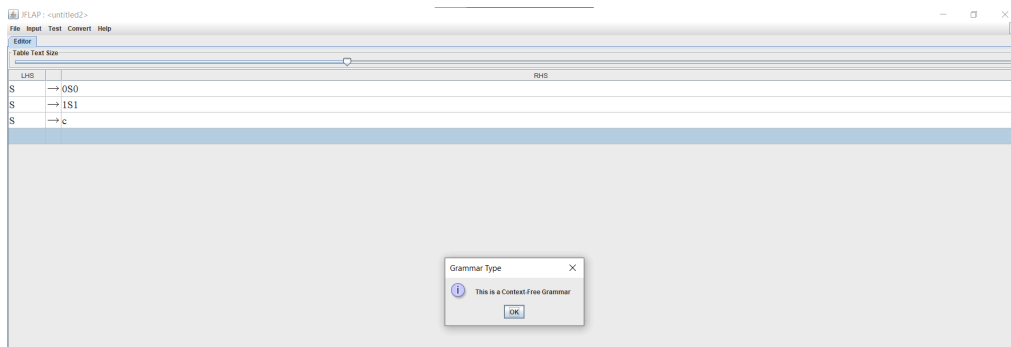 JFLAP : <untitled2>
File Input Test Convert Help
Editor
Table Text Size
LHS RHS
S → 0S0
S → 1S1
S → c
Grammar Type
This is a Context-Free Grammar
OK